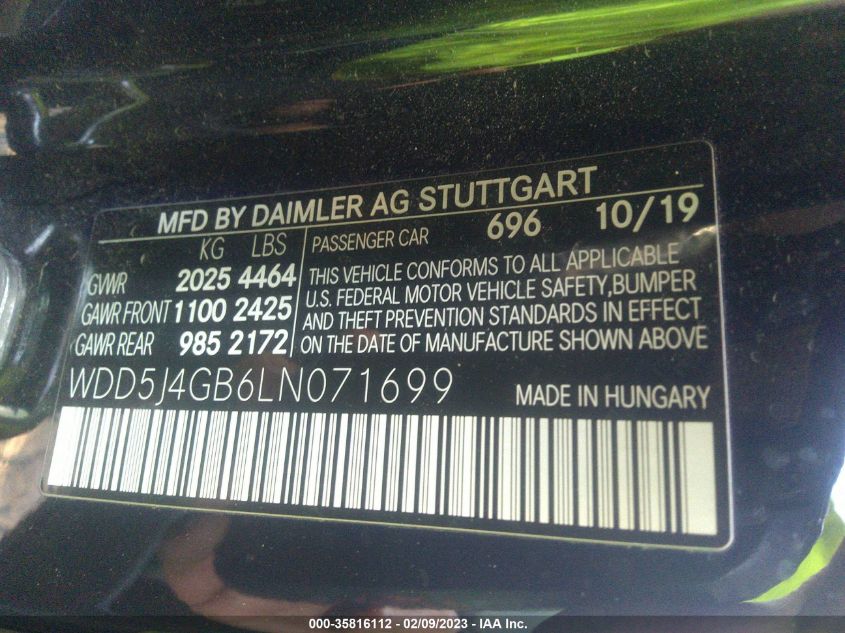 MFD BY DAIMLER AG STUTTGART
KG LBS
PASSENGER CAR 696 10/19
GVWR 2025 4464
GAWR FRONT 1100 2425
GAWR REAR 985 2172
THIS VEHICLE CONFORMS TO ALL APPLICABLE
U.S. FEDERAL MOTOR VEHICLE SAFETY,BUMPER
AND THEFT PREVENTION STANDARDS IN EFFECT
ON THE DATE OF MANUFACTURE SHOWN ABOVE
WDD5J4GB6LN071699
MADE IN HUNGARY
000-35816112 - 02/09/2023 - IAA Inc.